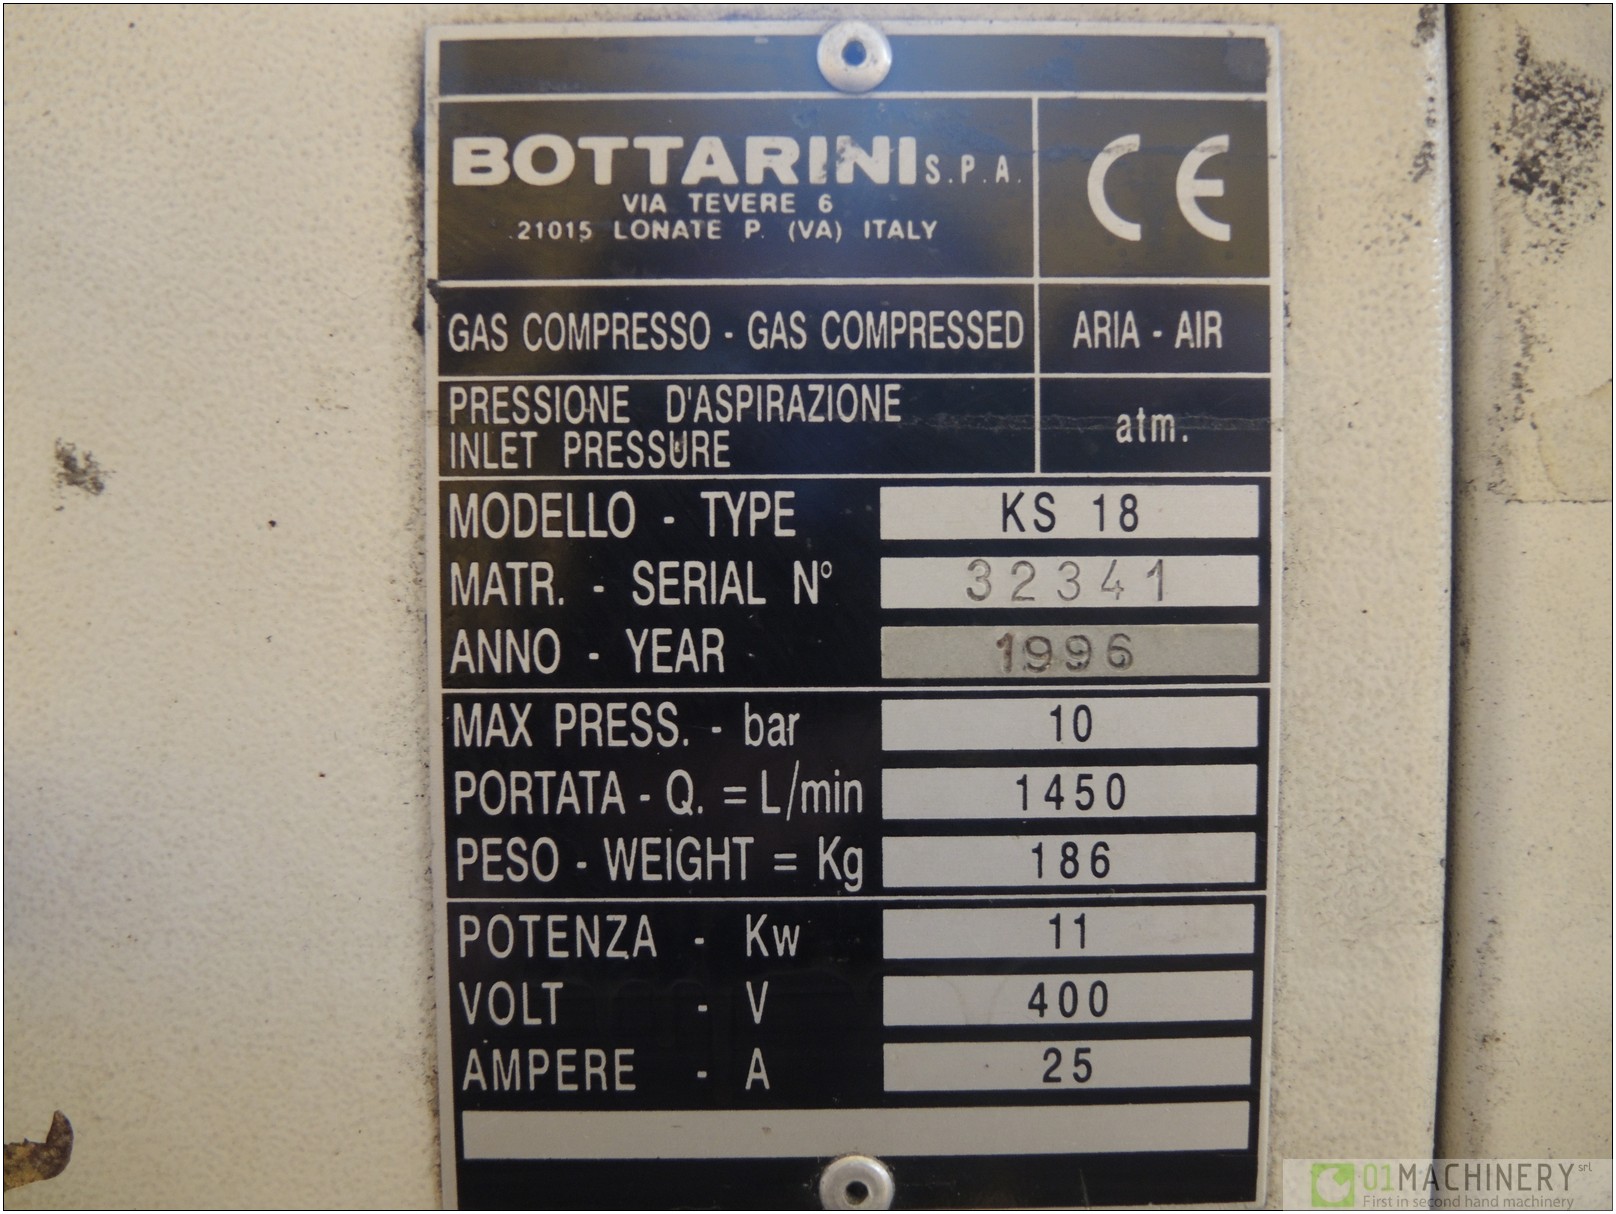 BOTTARINI S.P.A.
VIA TEVERE 6
21015 LONATE P. (VA) ITALY
CE
GAS COMPRESSO - GAS COMPRESSED ARIA - AIR
PRESSIONE D'ASPIRAZIONE
INLET PRESSURE
atm.
MODELLO - TYPE KS 18
MATR. - SERIAL N° 32341
ANNO - YEAR 1996
MAX PRESS. - bar 10
PORTATA - Q. = L/min 1450
PESO - WEIGHT = Kg 186
POTENZA - Kw 11
VOLT - V 400
AMPERE - A 25
01MACHINERY srl
First in second hand machinery